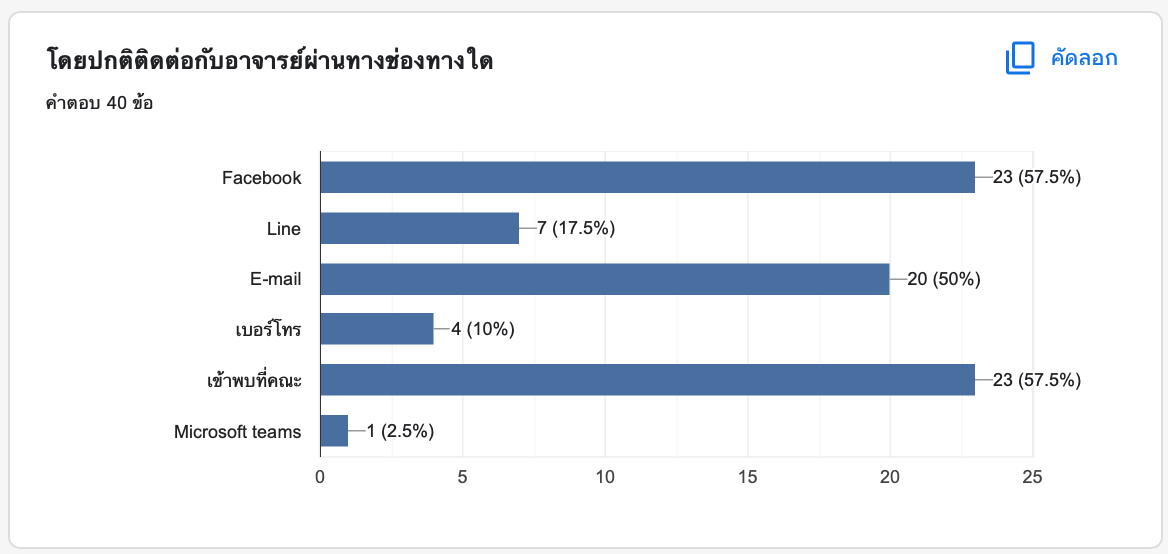 โดยปกติติดต่อกับอาจารย์ผ่านทางช่องทางใด
คัดลอก
คำตอบ 40 ข้อ
Facebook 23 (57.5%)
Line 7 (17.5%)
E-mail 20 (50%)
เบอร์โทร 4 (10%)
เข้าพบที่คณะ 23 (57.5%)
Microsoft teams 1 (2.5%)
0 5 10 15 20 25